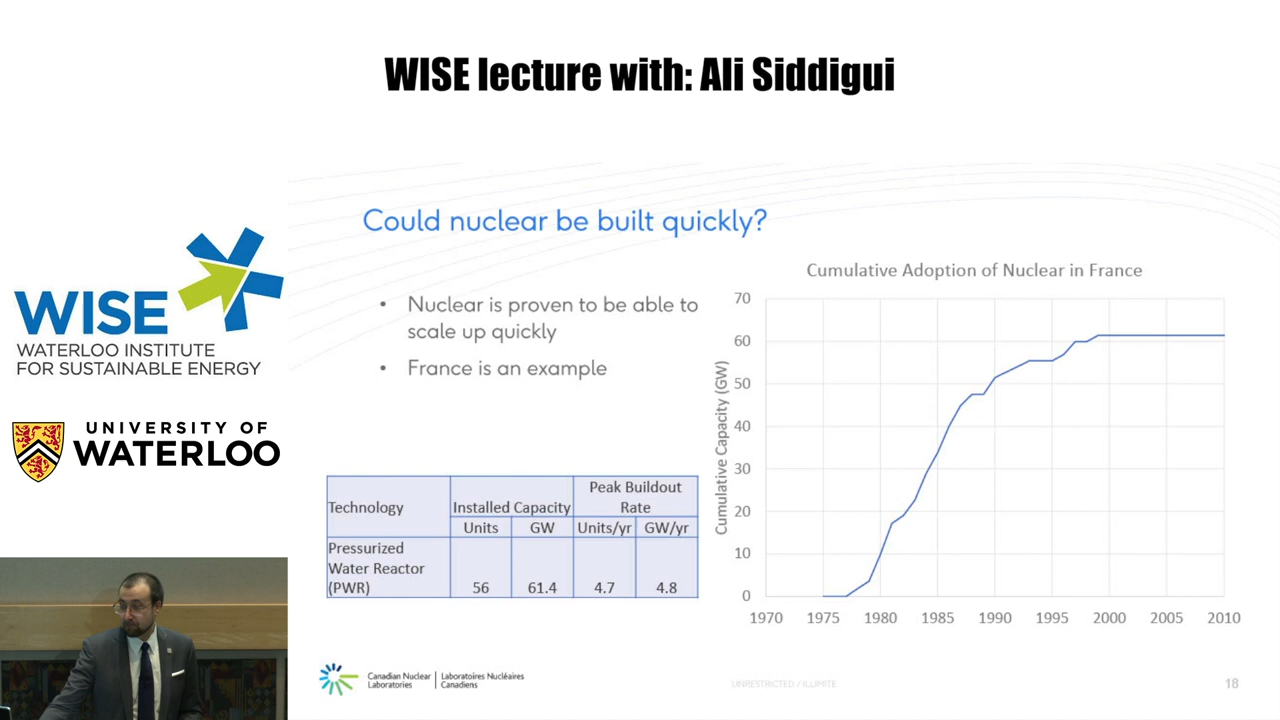 WISE lecture with: Ali Siddigui
WISE
WATERLOO INSTITUTE
FOR SUSTAINABLE ENERGY
UNIVERSITY OF
WATERLOO
Could nuclear be built quickly?
• Nuclear is proven to be able to
scale up quickly
• France is an example
Technology
Installed Capacity
Peak Buildout
Rate
Units
GW
Units/yr
GW/yr
Pressurized
Water Reactor
(PWR)
56
61.4
4.7
4.8
Cumulative Adoption of Nuclear in France
Cumulative Capacity (GW)
70
60
50
40
30
20
10
0
1970 1975 1980 1985 1990 1995 2000 2005 2010
Canadian Nuclear
Laboratories
Laboratoires Nucléaires
Canadiens
UNRESTRICTED / ILLIMITÉ
18